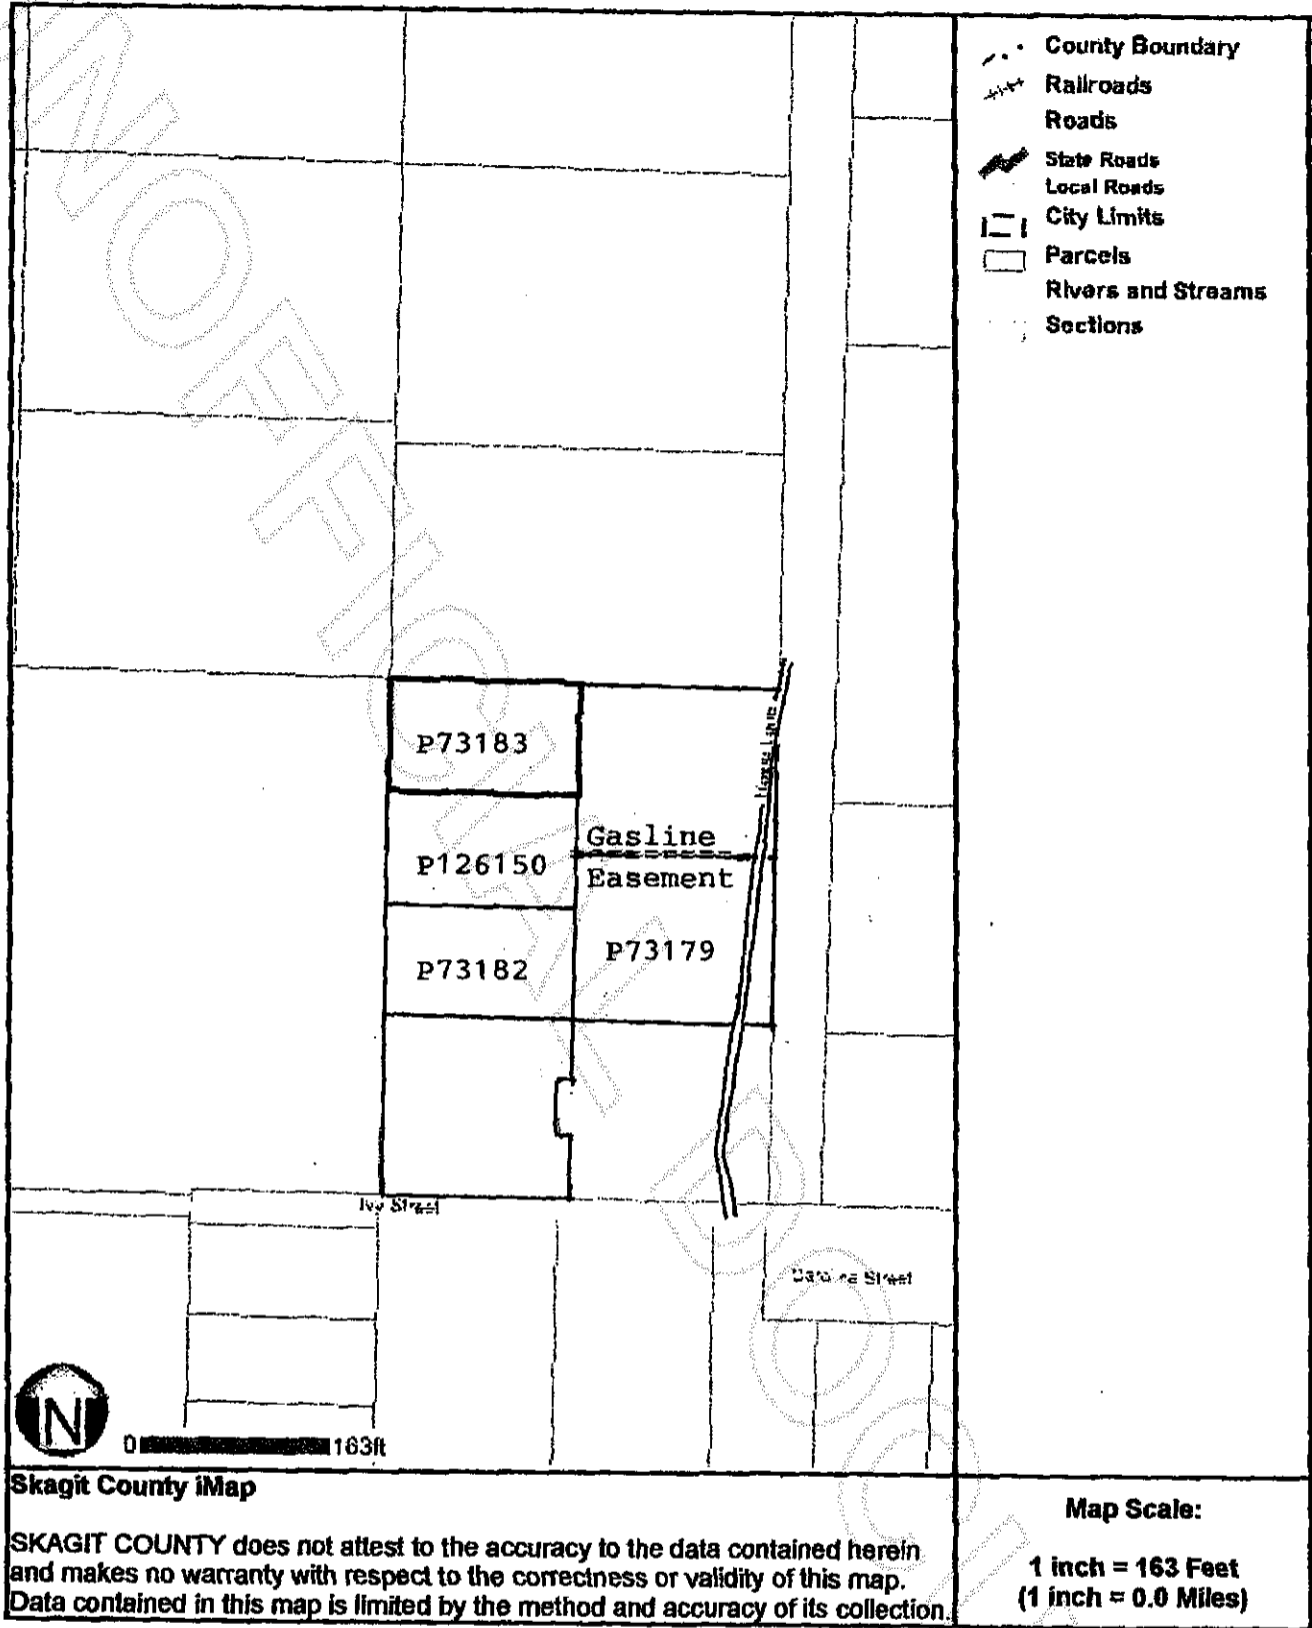 County Boundary
Railroads
Roads
State Roads
Local Roads
City Limits
Parcels
Rivers and Streams
Sections
P73183
Gasline
P126150
Easement
P73179
P73182
Street
Street
N
0 163ft
Skagit County iMap
SKAGIT COUNTY does not attest to the accuracy to the data contained herein
and makes no warranty with respect to the correctness or validity of this map.
Data contained in this map is limited by the method and accuracy of its collection.
Map Scale:
1 inch = 163 Feet
(1 inch = 0.0 Miles)